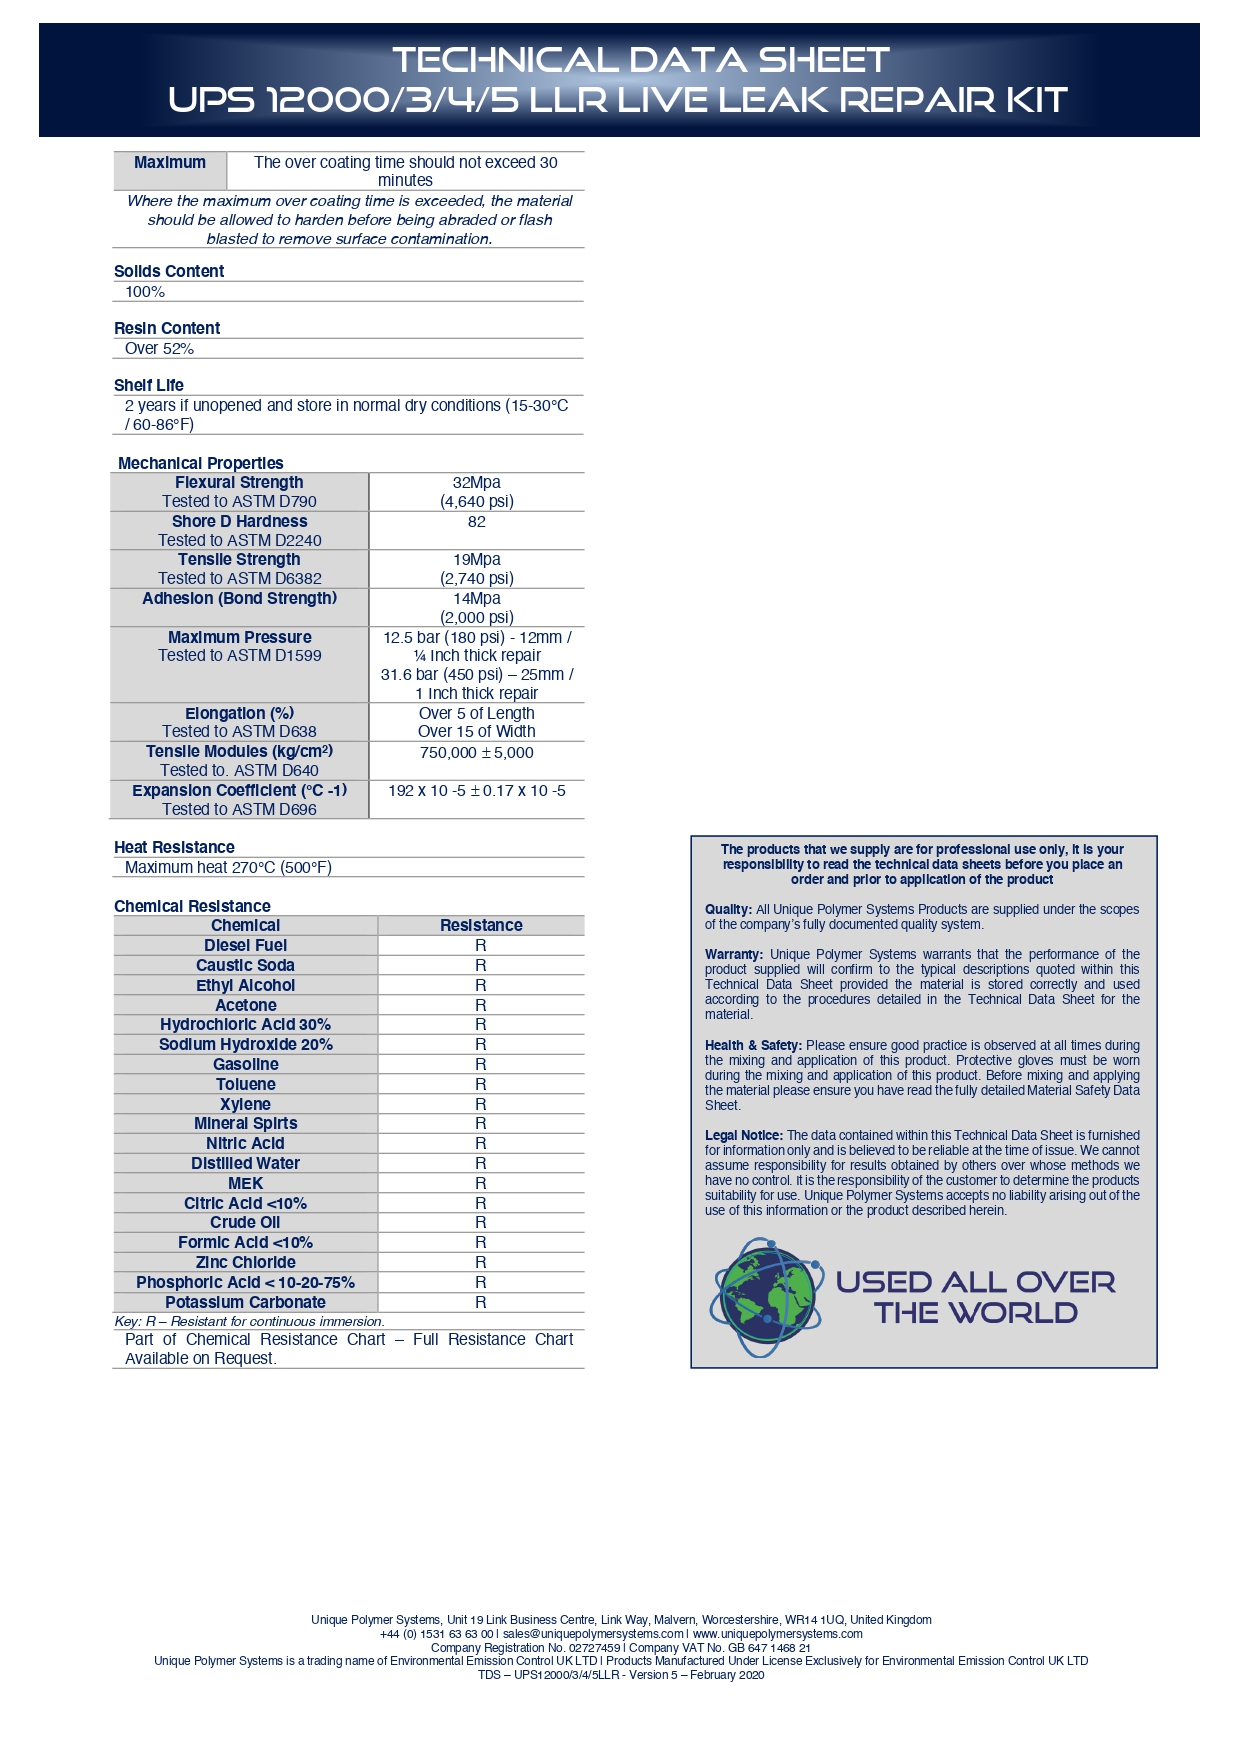 TECHNICAL DATA SHEET
UPS 12000/3/4/5 LLR LIVE LEAK REPAIR KIT
Maximum The over coating time should not exceed 30
minutes
Where the maximum over coating time is exceeded, the material
should be allowed to harden before being abraded or flash
blasted to remove surface contamination.
Solids Content
100%
Resin Content
Over 52%
Shelf Life
2 years if unopened and store in normal dry conditions (15-30°C
/ 60-86°F)
Mechanical Properties
Flexural Strength 32Mpa
Tested to ASTM D790 (4,640 psi)
Shore D Hardness 82
Tested to ASTM D2240
Tensile Strength 19Mpa
Tested to ASTM D6382 (2,740 psi)
Adhesion (Bond Strength) 14Mpa
(2,000 psi)
Maximum Pressure 12.5 bar (180 psi) - 12mm /
Tested to ASTM D1599 ¼ Inch thick repair
31.6 bar (450 psi) – 25mm /
1 Inch thick repair
Elongation (%) Over 5 of Length
Tested to ASTM D638 Over 15 of Width
Tensile Modules (kg/cm²) 750,000 ± 5,000
Tested to. ASTM D640
Expansion Coefficient (°C -1) 192 x 10 -5 ± 0.17 x 10 -5
Tested to ASTM D696
Heat Resistance
Maximum heat 270°C (500°F)
Chemical Resistance
Chemical Resistance
Diesel Fuel R
Caustic Soda R
Ethyl Alcohol R
Acetone R
Hydrochloric Acid 30% R
Sodium Hydroxide 20% R
Gasoline R
Toluene R
Xylene R
Mineral Spirts R
Nitric Acid R
Distilled Water R
MEK R
Citric Acid <10% R
Crude Oil R
Formic Acid <10% R
Zinc Chloride R
Phosphoric Acid < 10-20-75% R
Potassium Carbonate R
Key: R – Resistant for continuous immersion.
Part of Chemical Resistance Chart – Full Resistance Chart
Available on Request.
The products that we supply are for professional use only, it is your
responsibility to read the technical data sheets before you place an
order and prior to application of the product
Quality: All Unique Polymer Systems Products are supplied under the scopes
of the company's fully documented quality system.
Warranty: Unique Polymer Systems warrants that the performance of the
product supplied will confirm to the typical descriptions quoted within this
Technical Data Sheet provided the material is stored correctly and used
according to the procedures detailed in the Technical Data Sheet for the
material.
Health & Safety: Please ensure good practice is observed at all times during
the mixing and application of this product. Protective gloves must be worn
during the mixing and application of this product. Before mixing and applying
the material please ensure you have read the fully detailed Material Safety Data
Sheet.
Legal Notice: The data contained within this Technical Data Sheet is furnished
for information only and is believed to be reliable at the time of issue. We cannot
assume responsibility for results obtained by others over whose methods we
have no control. It is the responsibility of the customer to determine the products
suitability for use. Unique Polymer Systems accepts no liability arising out of the
use of this information or the product described herein.
USED ALL OVER
THE WORLD
Unique Polymer Systems, Unit 19 Link Business Centre, Link Way, Malvern, Worcestershire, WR14 1UQ, United Kingdom
+44 (0) 1531 63 63 00 | sales@uniquepolymersystems.com | www.uniquepolymersystems.com
Company Registration No. 02727459 | Company VAT No. GB 647 1468 21
Unique Polymer Systems is a trading name of Environmental Emission Control UK LTD | Products Manufactured Under License Exclusively for Environmental Emission Control UK LTD
TDS – UPS12000/3/4/5LLR - Version 5 – February 2020